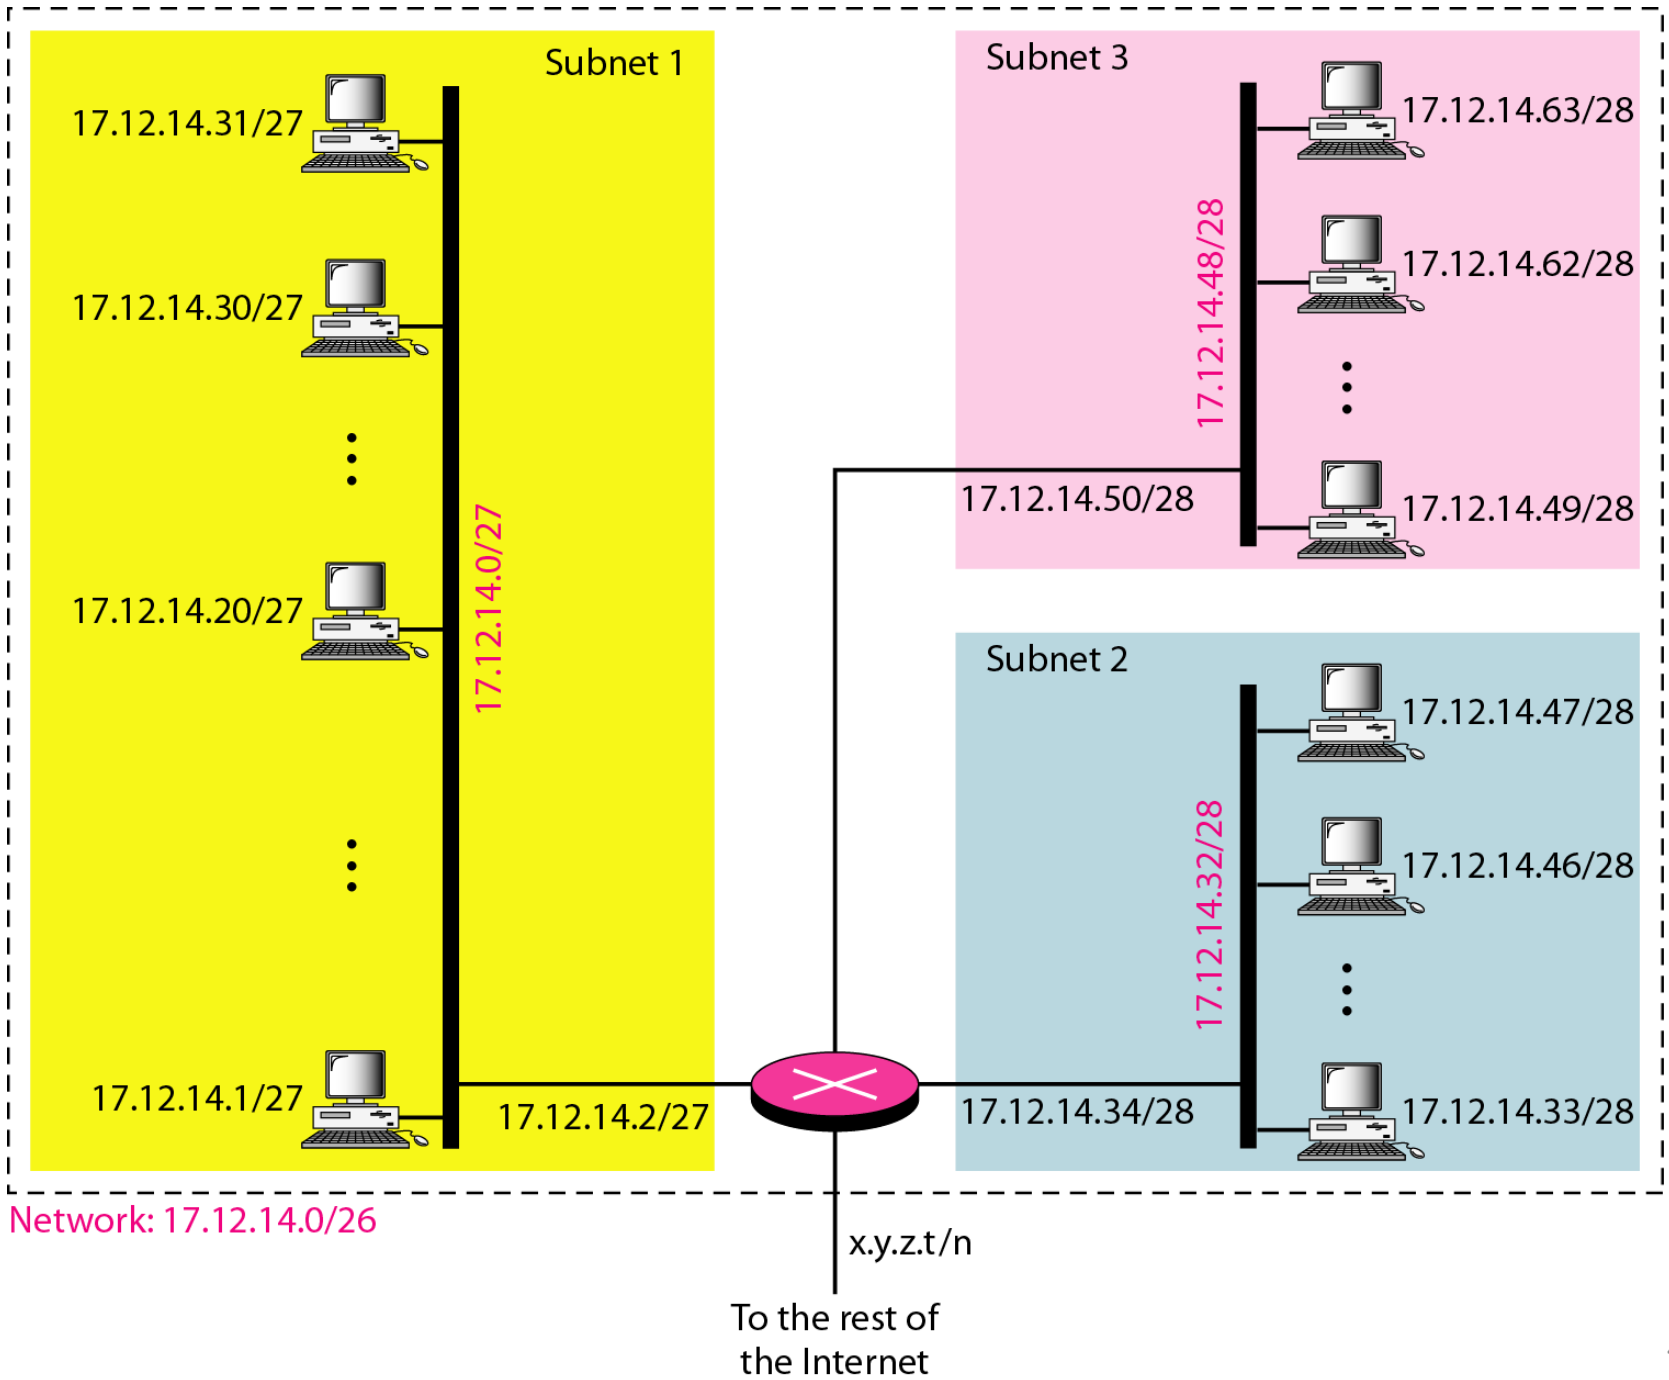 Subnet 1
17.12.14.31/27
17.12.14.30/27
17.12.14.20/27
17.12.14.0/27
17.12.14.1/27
17.12.14.2/27
Subnet 3
17.12.14.63/28
17.12.14.62/28
17.12.14.48/28
17.12.14.50/28
17.12.14.49/28
Subnet 2
17.12.14.47/28
17.12.14.46/28
17.12.14.32/28
17.12.14.34/28
17.12.14.33/28
Network: 17.12.14.0/26
x.y.z.t/n
To the rest of
the Internet